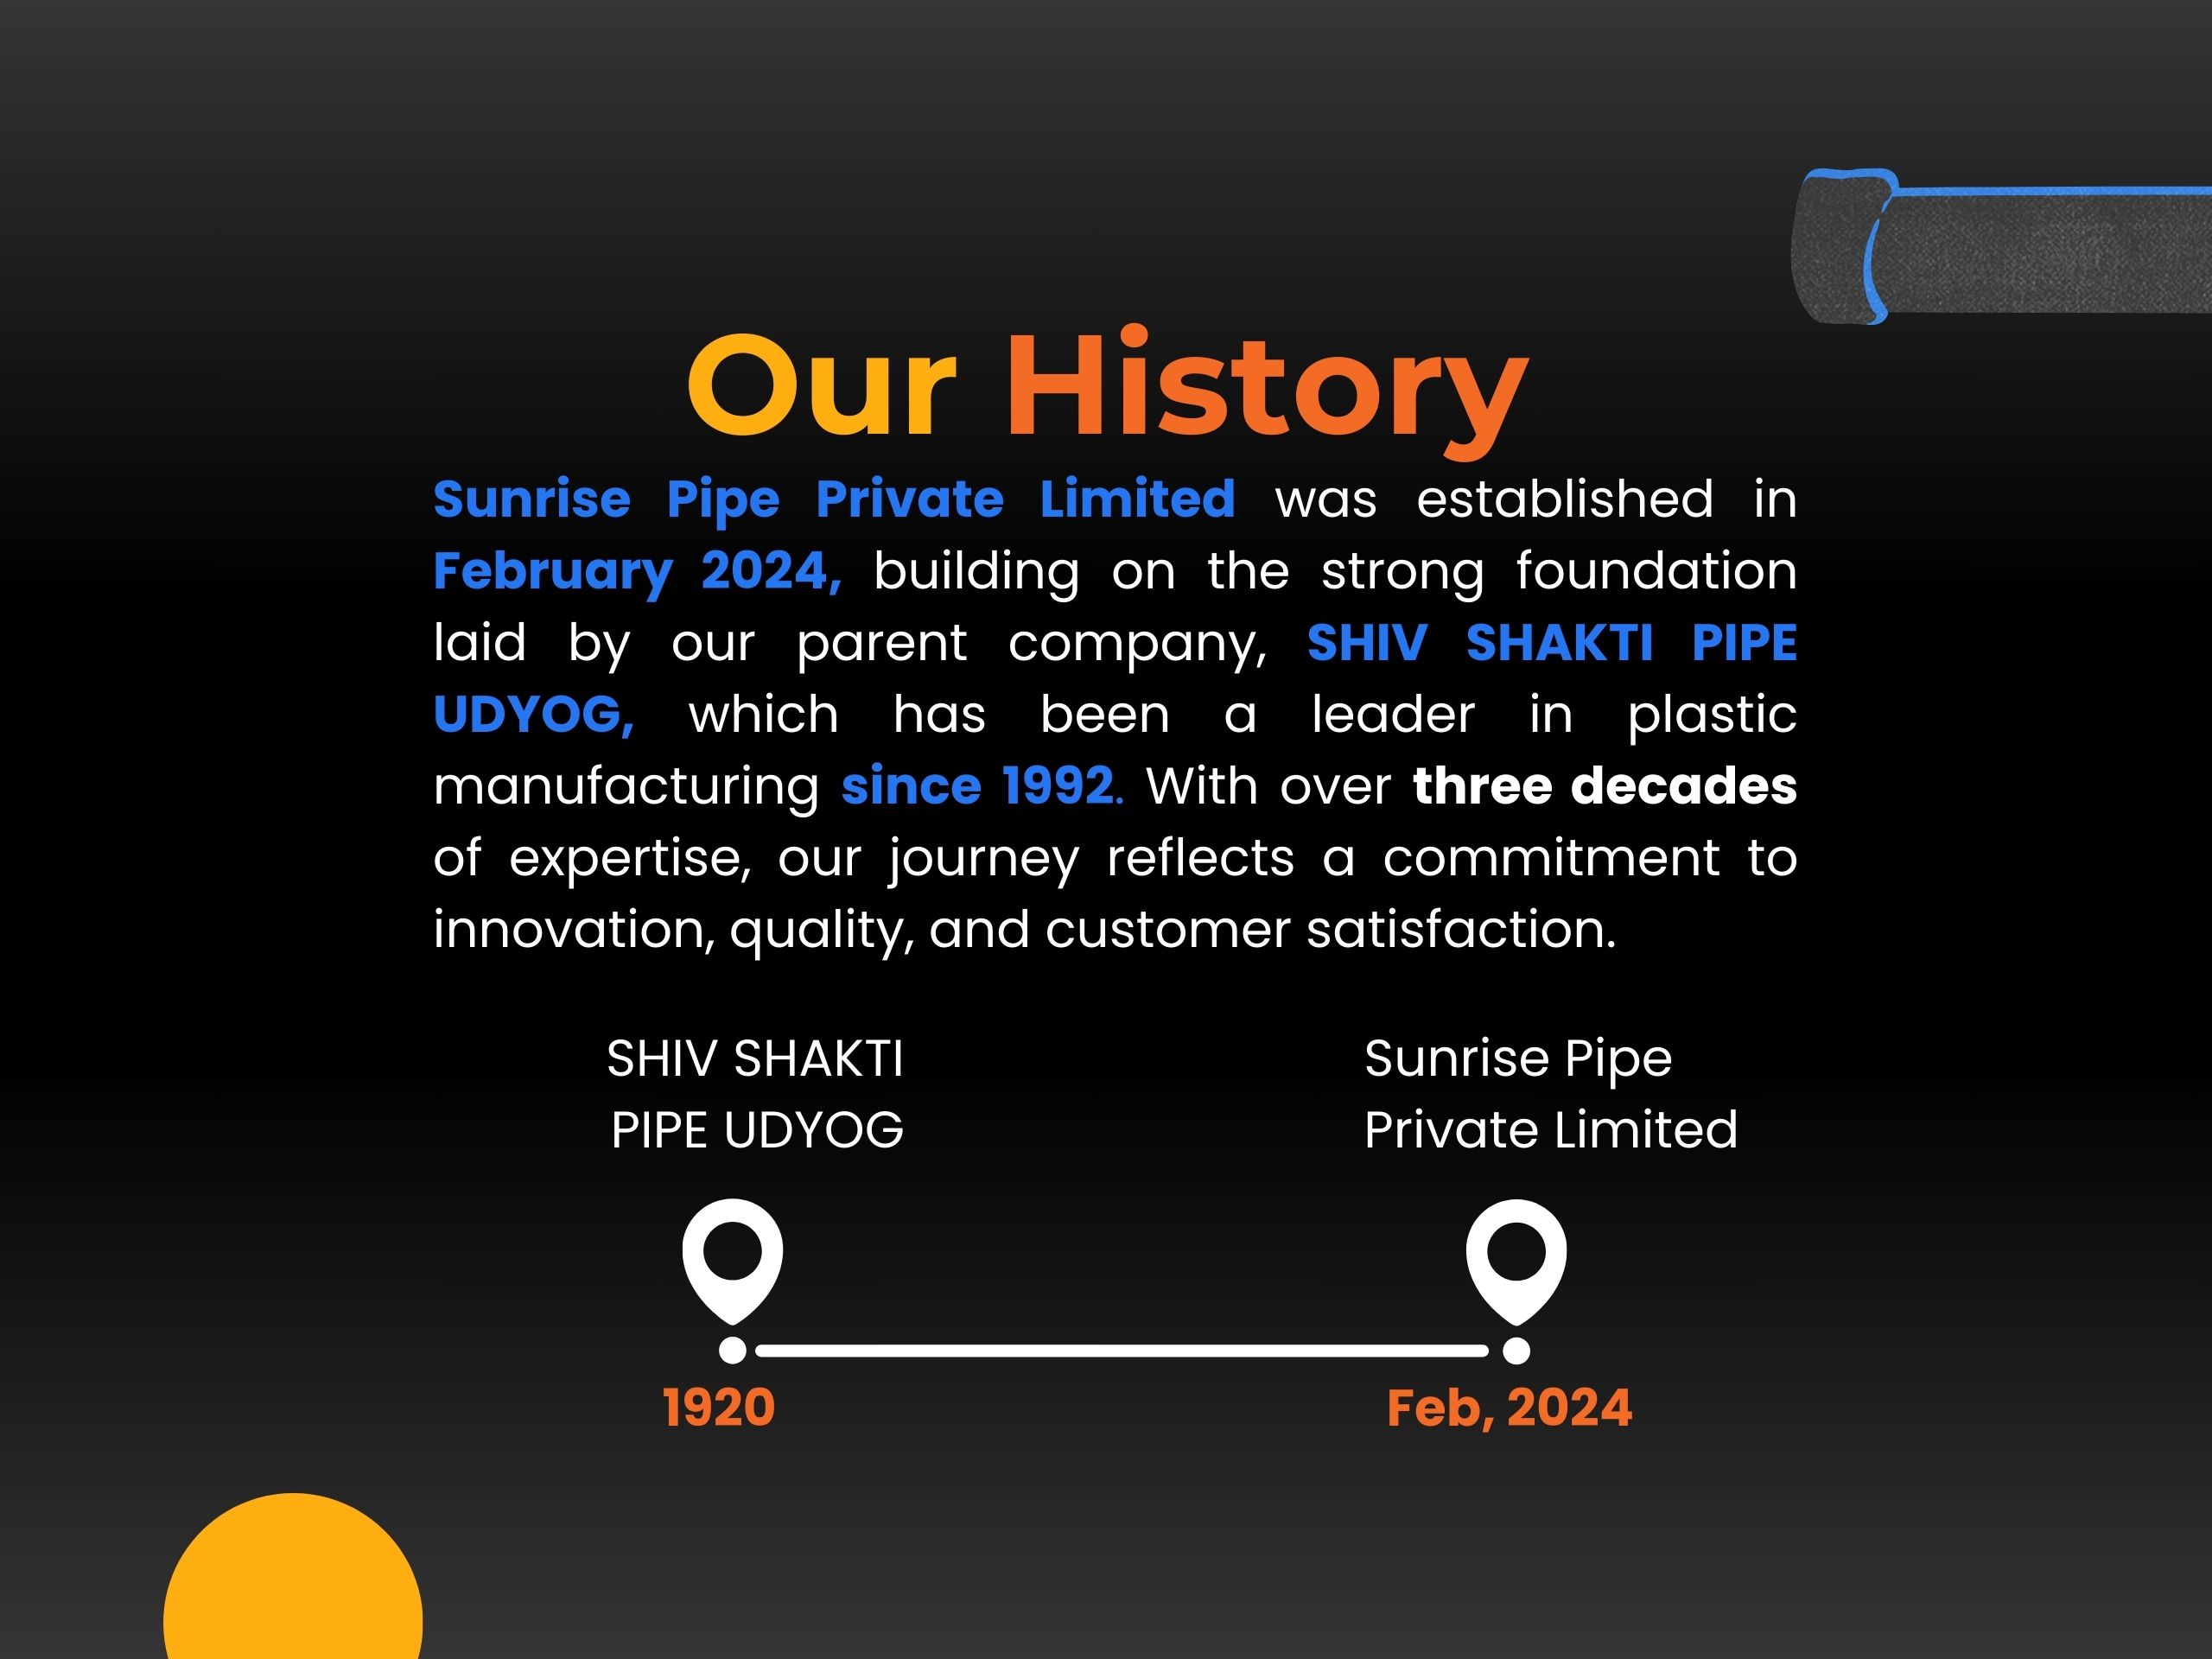 Our History
Sunrise Pipe Private Limited was established in
February 2024, building on the strong foundation
laid by our parent company, SHIV SHAKTI PIPE
UDYOG, which has been a leader in plastic
manufacturing since 1992. With over three decades
of expertise, our journey reflects a commitment to
innovation, quality, and customer satisfaction.
SHIV SHAKTI
PIPE UDYOG
Sunrise Pipe
Private Limited
1920
Feb, 2024